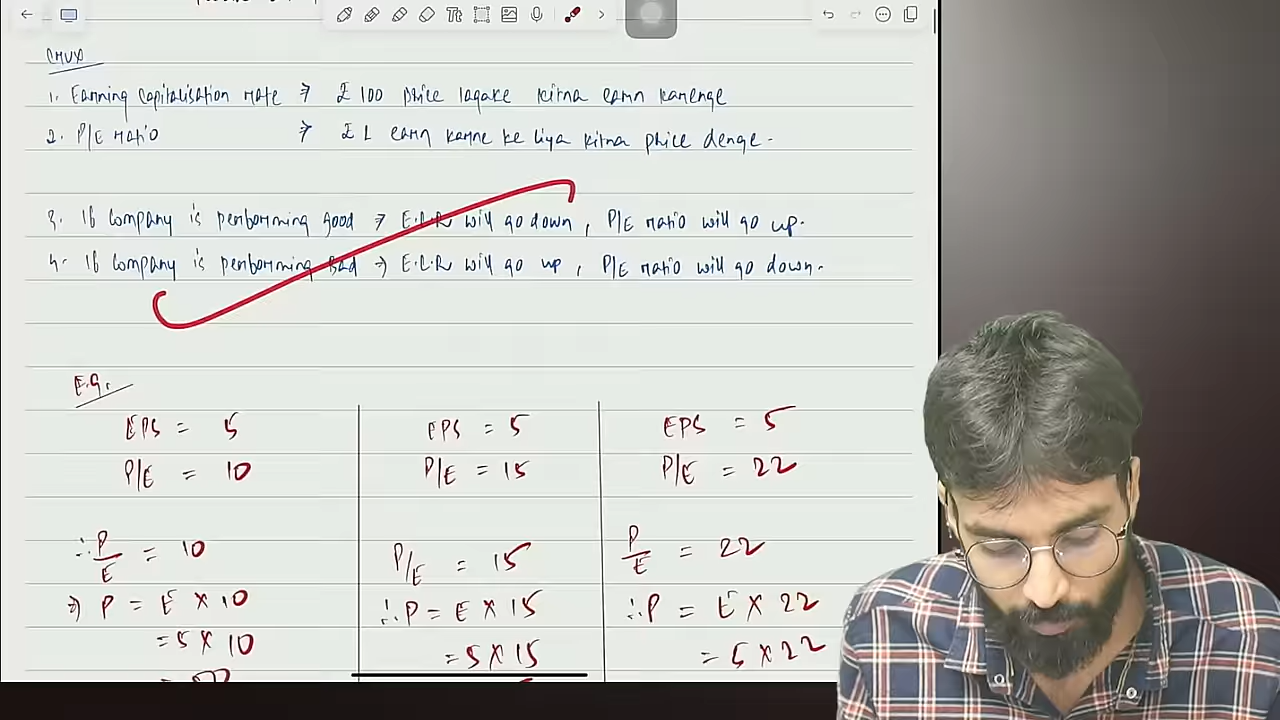 1. Earning capitalisation rate ⇒ ₹ 100 price lagake kitna earn karenge
2. P/E ratio ⇒ ₹ 1 earn karne ke liya kitna price denge.
3. If company is performing good ⇒ E.C.R will go down, P/E ratio will go up.
4. If company is performing bad ⇒ E.C.R will go up, P/E ratio will go down.
E.g.
EPS = 5
P/E = 10
∴ P/E = 10
⇒ P = E × 10
= 5 × 10
EPS = 5
P/E = 15
P/E = 15
∴ P = E × 15
= 5 × 15
EPS = 5
P/E = 22
P/E = 22
∴ P = E × 22
= 5 × 22